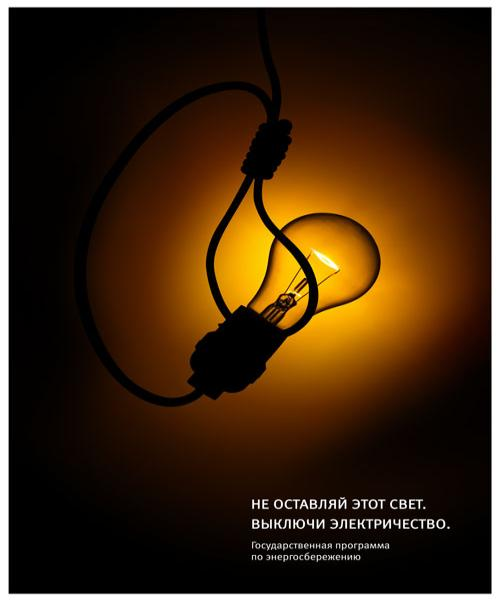 НЕ ОСТАВЛЯЙ ЭТОТ СВЕТ.
ВЫКЛЮЧИ ЭЛЕКТРИЧЕСТВО.
Государственная программа
по энергосбережению